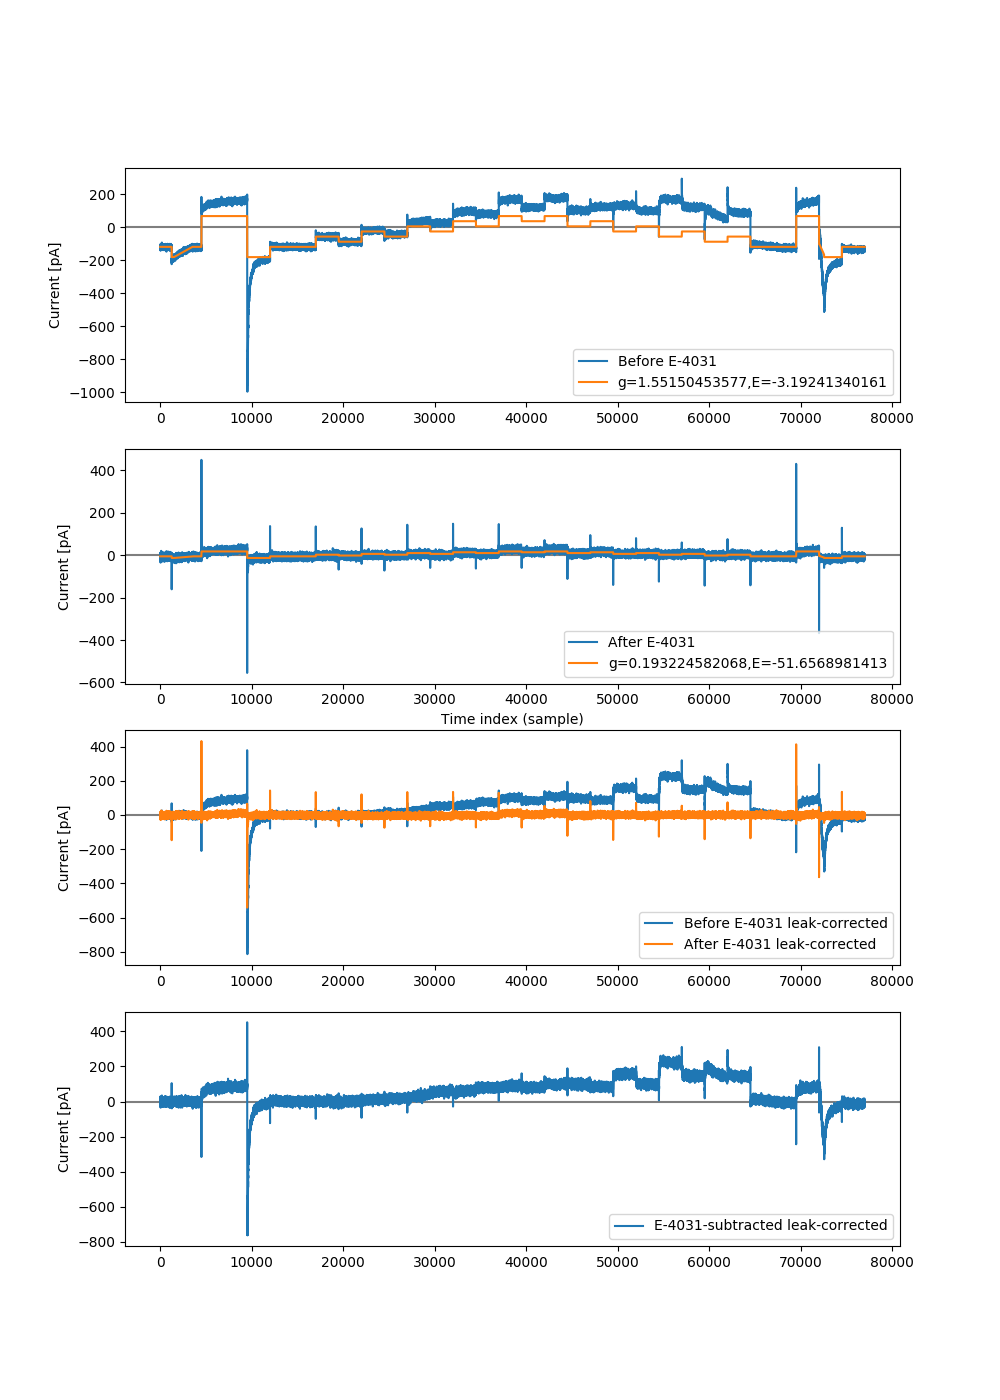 200
0
−200
−400
−600
−800
−1000
Current [pA]
Before E-4031
g=1.55150453577,E=-3.19241340161
0 10000 20000 30000 40000 50000 60000 70000 80000
400
200
0
−200
−400
−600
Current [pA]
After E-4031
g=0.193224582068,E=-51.6568981413
0 10000 20000 30000 40000 50000 60000 70000 80000
Time index (sample)
400
200
0
−200
−400
−600
−800
Current [pA]
Before E-4031 leak-corrected
After E-4031 leak-corrected
0 10000 20000 30000 40000 50000 60000 70000 80000
400
200
0
−200
−400
−600
−800
Current [pA]
E-4031-subtracted leak-corrected
0 10000 20000 30000 40000 50000 60000 70000 80000